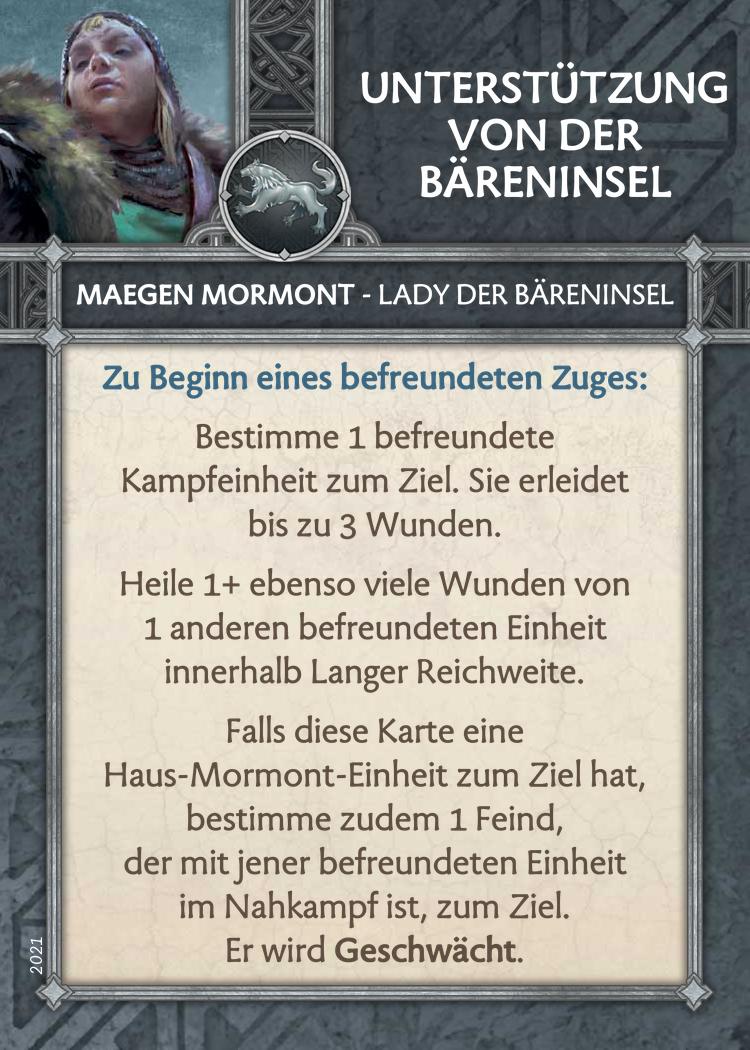 UNTERSTÜTZUNG
VON DER
BÄRENINSEL
MAEGEN MORMONT - LADY DER BÄRENINSEL
Zu Beginn eines befreundeten Zuges:
Bestimme 1 befreundete
Kampfeinheit zum Ziel. Sie erleidet
bis zu 3 Wunden.
Heile 1+ ebenso viele Wunden von
1 anderen befreundeten Einheit
innerhalb Langer Reichweite.
Falls diese Karte eine
Haus-Mormont-Einheit zum Ziel hat,
bestimme zudem 1 Feind,
der mit jener befreundeten Einheit
im Nahkampf ist, zum Ziel.
Er wird Geschwächt.
2021